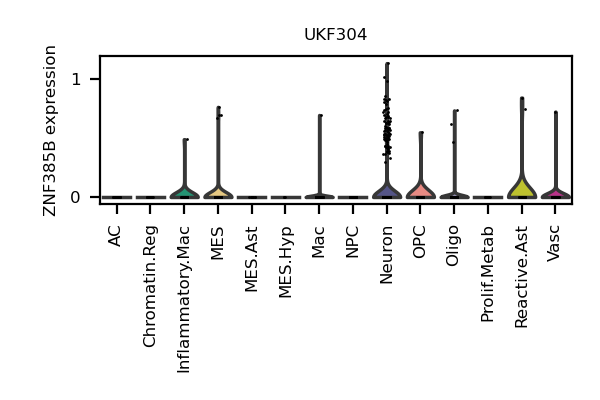 UKF304
ZNF385B expression
1
0
AC
Chromatin.Reg
Inflammatory.Mac
MES
MES.Ast
MES.Hyp
Mac
NPC
Neuron
OPC
Oligo
Prolif.Metab
Reactive.Ast
Vasc